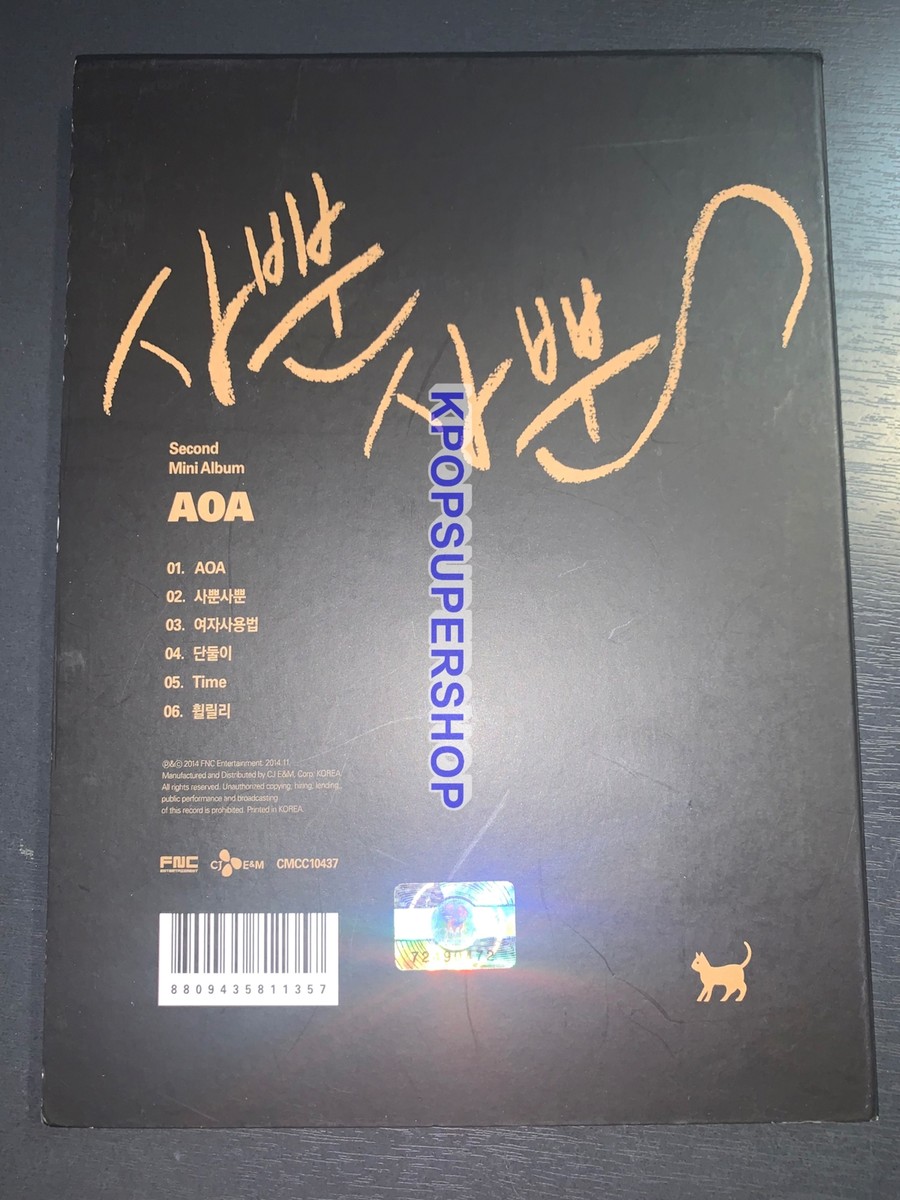 사뿐
사뿐
Second
Mini Album
AOA
01. AOA
02. 사뿐사뿐
03. 여자사용법
04. 단둘이
05. Time
06. 휠릴리
Ⓟ&ⓒ 2014 FNC Entertainment. 2014.11
Manufactured and Distributed by CJ E&M. Corp. KOREA.
All rights reserved. Unauthorized copying, hiring, lending,
public performance and broadcasting
of this record is prohibited. Printed in KOREA.
FNC
ENTERTAINMENT
CJ E&M
CMCC10437
8809435811357
KPOPSUPERSHOP